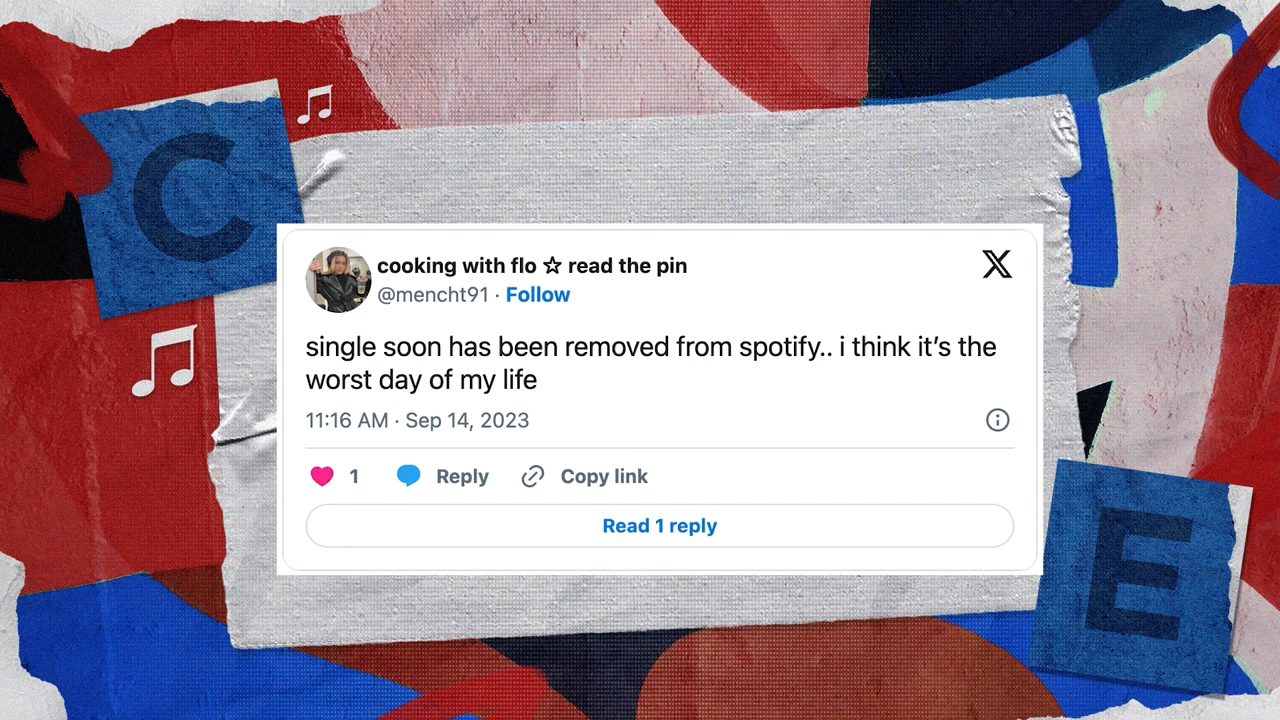 C
cooking with flo ☆ read the pin
@mencht91 · Follow
single soon has been removed from spotify.. i think it’s the
worst day of my life
11:16 AM · Sep 14, 2023
1 Reply Copy link
Read 1 reply
E